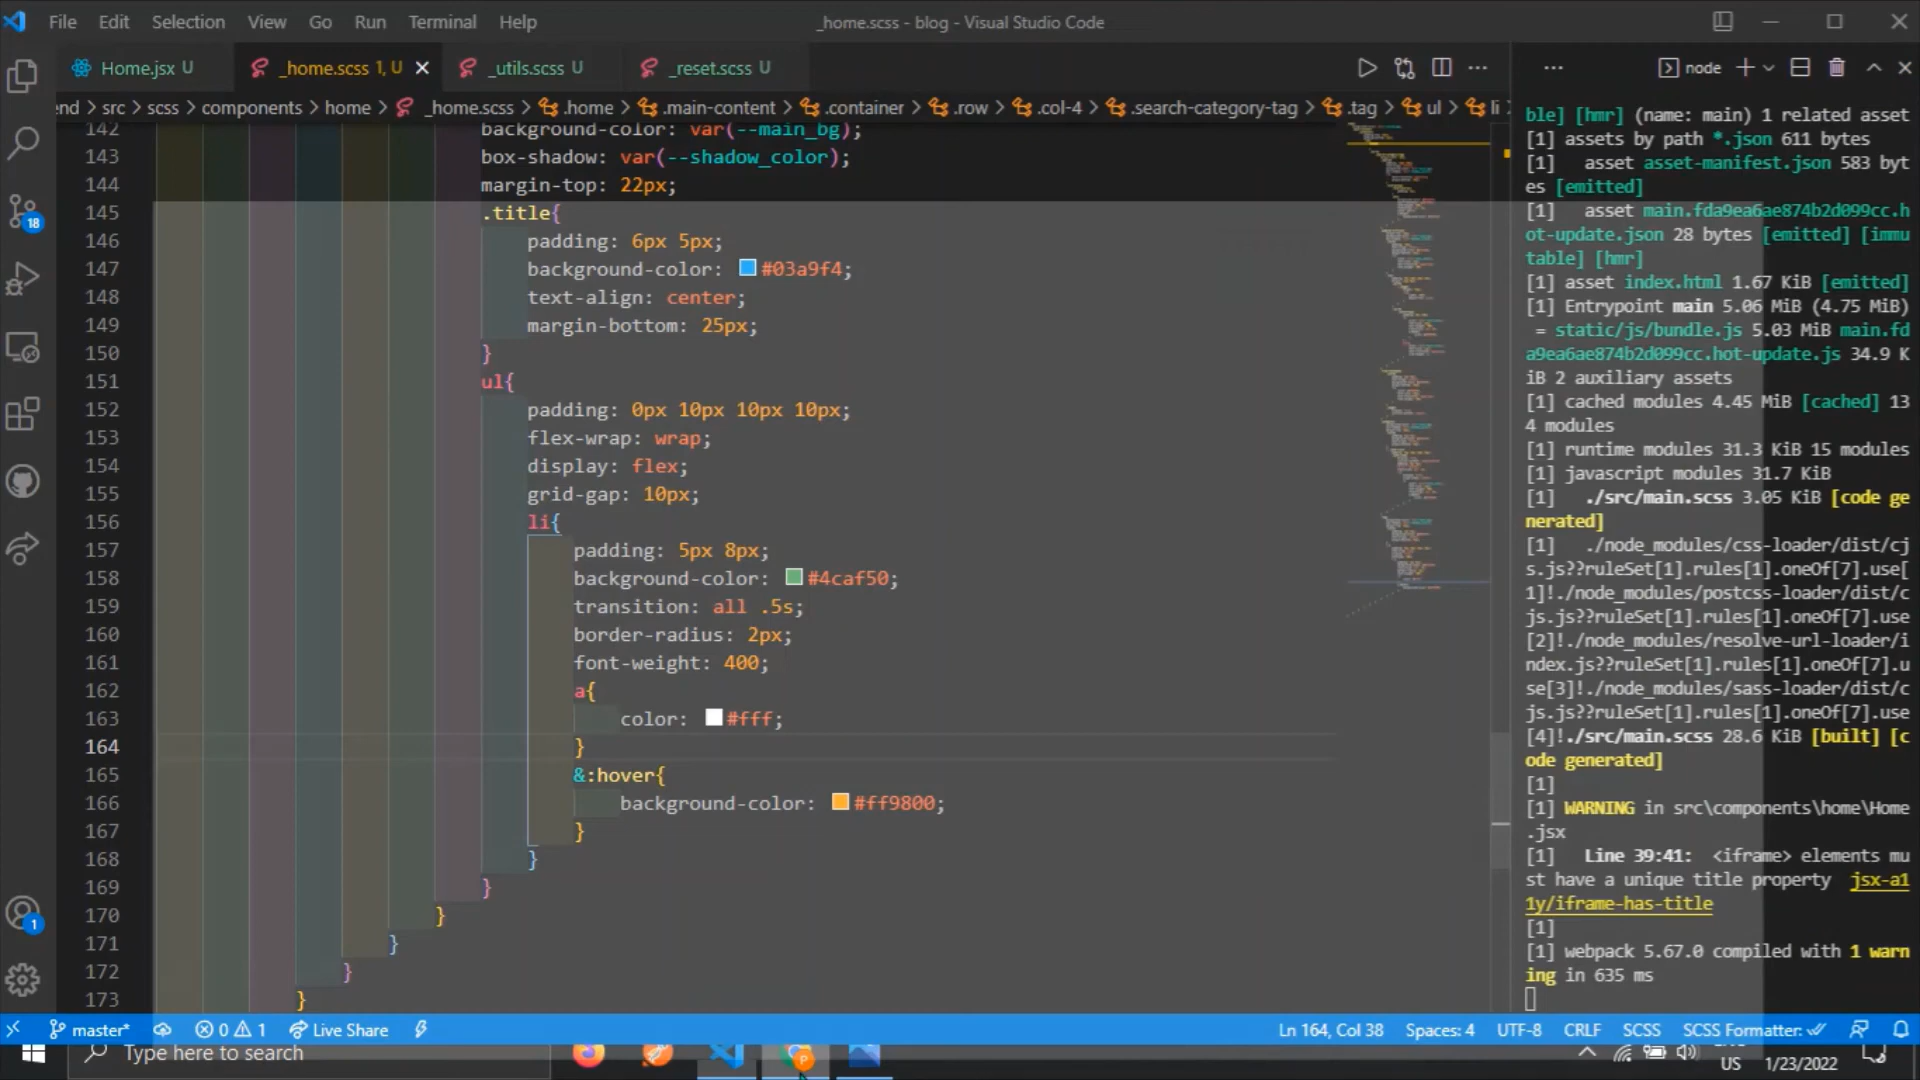 File Edit Selection View Go Run Terminal Help
_home.scss - blog - Visual Studio Code
Home.jsx U
_home.scss 1, U
_utils.scss U
_reset.scss U
node
end > src > scss > components > home > _home.scss > .home > .main-content > .container > .row > .col-4 > .search-category-tag > .tag > ul > li
142 background-color: var(--main_bg);
143 box-shadow: var(--shadow_color);
144 margin-top: 22px;
145 .title{
146 padding: 6px 5px;
147 background-color: #03a9f4;
148 text-align: center;
149 margin-bottom: 25px;
150 }
151 ul{
152 padding: 0px 10px 10px 10px;
153 flex-wrap: wrap;
154 display: flex;
155 grid-gap: 10px;
156 li{
157 padding: 5px 8px;
158 background-color: #4caf50;
159 transition: all .5s;
160 border-radius: 2px;
161 font-weight: 400;
162 a{
163 color: #fff;
164 }
165 &:hover{
166 background-color: #ff9800;
167 }
168 }
169 }
170 }
171 }
172 }
173 }
ble] [hmr] (name: main) 1 related asset
[1] assets by path *.json 611 bytes
[1] asset asset-manifest.json 583 byt
es [emitted]
[1] asset main.fda9ea6ae874b2d099cc.h
ot-update.json 28 bytes [emitted] [immu
table] [hmr]
[1] asset index.html 1.67 KiB [emitted]
[1] Entrypoint main 5.06 MiB (4.75 MiB)
= static/js/bundle.js 5.03 MiB main.fd
a9ea6ae874b2d099cc.hot-update.js 34.9 K
iB 2 auxiliary assets
[1] cached modules 4.45 MiB [cached] 13
4 modules
[1] runtime modules 31.3 KiB 15 modules
[1] javascript modules 31.7 KiB
[1] ./src/main.scss 3.05 KiB [code ge
nerated]
[1] ./node_modules/css-loader/dist/cj
s.js??ruleSet[1].rules[1].oneOf[7].use[
1]!./node_modules/postcss-loader/dist/c
js.js??ruleSet[1].rules[1].oneOf[7].use
[2]!./node_modules/resolve-url-loader/i
ndex.js??ruleSet[1].rules[1].oneOf[7].u
se[3]!./node_modules/sass-loader/dist/c
js.js??ruleSet[1].rules[1].oneOf[7].use
[4]!./src/main.scss 28.6 KiB [built] [c
ode generated]
[1]
[1] WARNING in src\components\home\Home
.jsx
[1] Line 39:41: <iframe> elements mu
st have a unique title property jsx-a1
1y/iframe-has-title
[1]
[1] webpack 5.67.0 compiled with 1 warn
ing in 635 ms
18
1
master* 0 1 Live Share
Ln 164, Col 38 Spaces: 4 UTF-8 CRLF SCSS SCSS Formatter:
Type here to search
P
US 1/23/2022